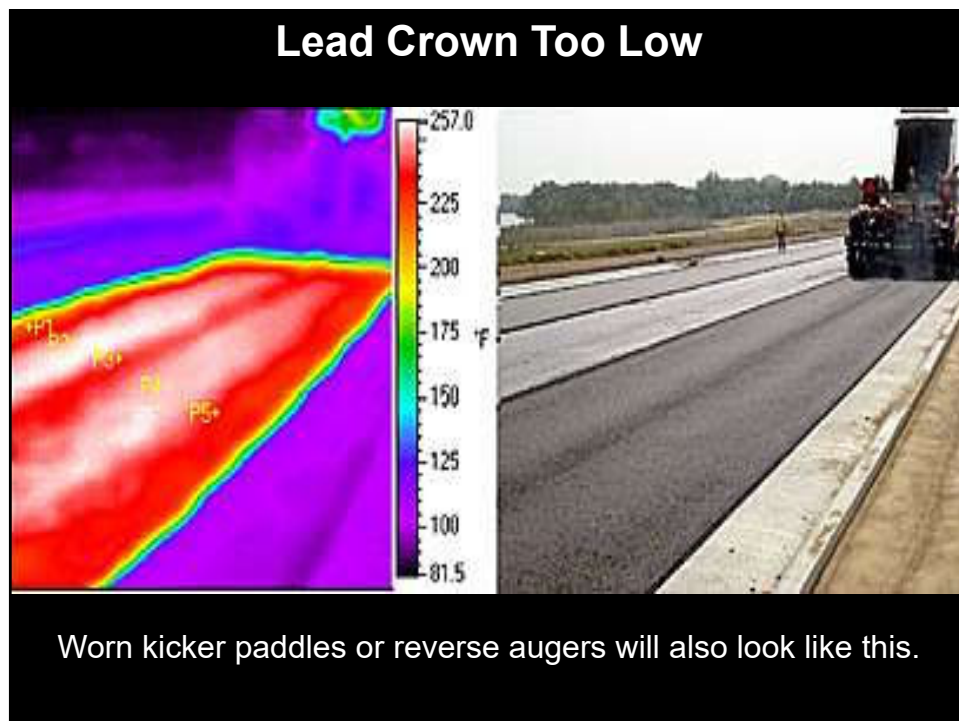 Lead Crown Too Low
257.0
225
200
175
°F
150
125
100
81.5
+P1
P3+
P4
P5+
Worn kicker paddles or reverse augers will also look like this.